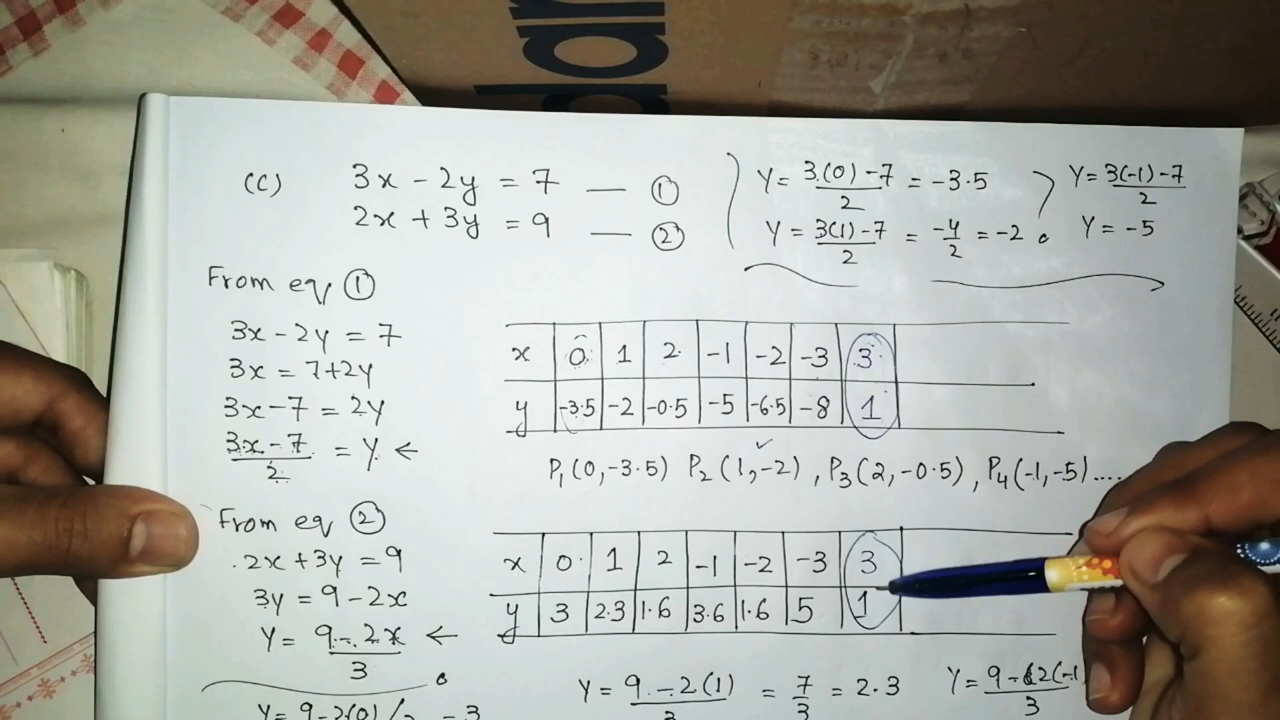 (C) 3x - 2y = 7 — ①
2x + 3y = 9 — ②
Y = 3(0) - 7 / 2 = -3.5
Y = 3(1) - 7 / 2 = -4 / 2 = -2
Y = 3(-1) - 7 / 2
Y = -5
From eq ①
3x - 2y = 7
3x = 7 + 2y
3x - 7 = 2y
3x - 7 / 2 = y ←
x 0 1 2 -1 -2 -3 3
y -3.5 -2 -0.5 -5 -6.5 -8 1
P1(0, -3.5) P2(1, -2), P3(2, -0.5), P4(-1, -5)....
From eq ②
2x + 3y = 9
3y = 9 - 2x
Y = 9 - 2x / 3 ←
x 0 1 2 -1 -2 -3 3
y 3 2.3 1.6 3.6 1.6 5 1
Y = 9 - 2(1) / 3 = 7 / 3 = 2.3